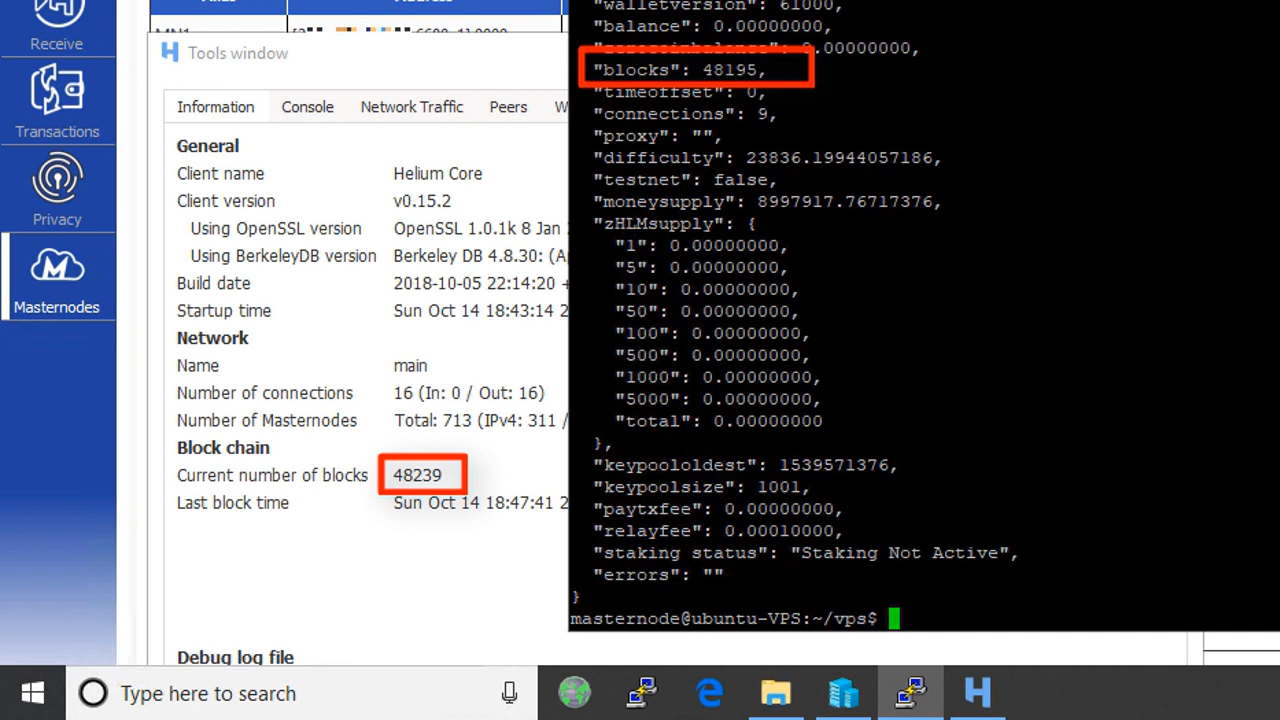 Receive
Transactions
Privacy
Masternodes
MN1
Tools window
Information
Console
Network Traffic
Peers
W
General
Client name
Helium Core
Client version
v0.15.2
Using OpenSSL version
OpenSSL 1.0.1k 8 Jan
Using BerkeleyDB version
Berkeley DB 4.8.30: (A
Build date
2018-10-05 22:14:20 +
Startup time
Sun Oct 14 18:43:14 2
Network
Name
main
Number of connections
16 (In: 0 / Out: 16)
Number of Masternodes
Total: 713 (IPv4: 311 /
Block chain
Current number of blocks
48239
Last block time
Sun Oct 14 18:47:41 2
Debug log file
"walletversion": 61000,
"balance": 0.00000000,
0.00000000,
"blocks": 48195,
"timeoffset": 0,
"connections": 9,
"proxy": "",
"difficulty": 23836.19944057186,
"testnet": false,
"moneysupply": 8997917.76717376,
"zHLMsupply": {
"1": 0.00000000,
"5": 0.00000000,
"10": 0.00000000,
"50": 0.00000000,
"100": 0.00000000,
"500": 0.00000000,
"1000": 0.00000000,
"5000": 0.00000000,
"total": 0.00000000
},
"keypoololdest": 1539571376,
"keypoolsize": 1001,
"paytxfee": 0.00000000,
"relayfee": 0.00010000,
"staking status": "Staking Not Active",
"errors": ""
}
masternode@ubuntu-VPS:~/vps$
Type here to search